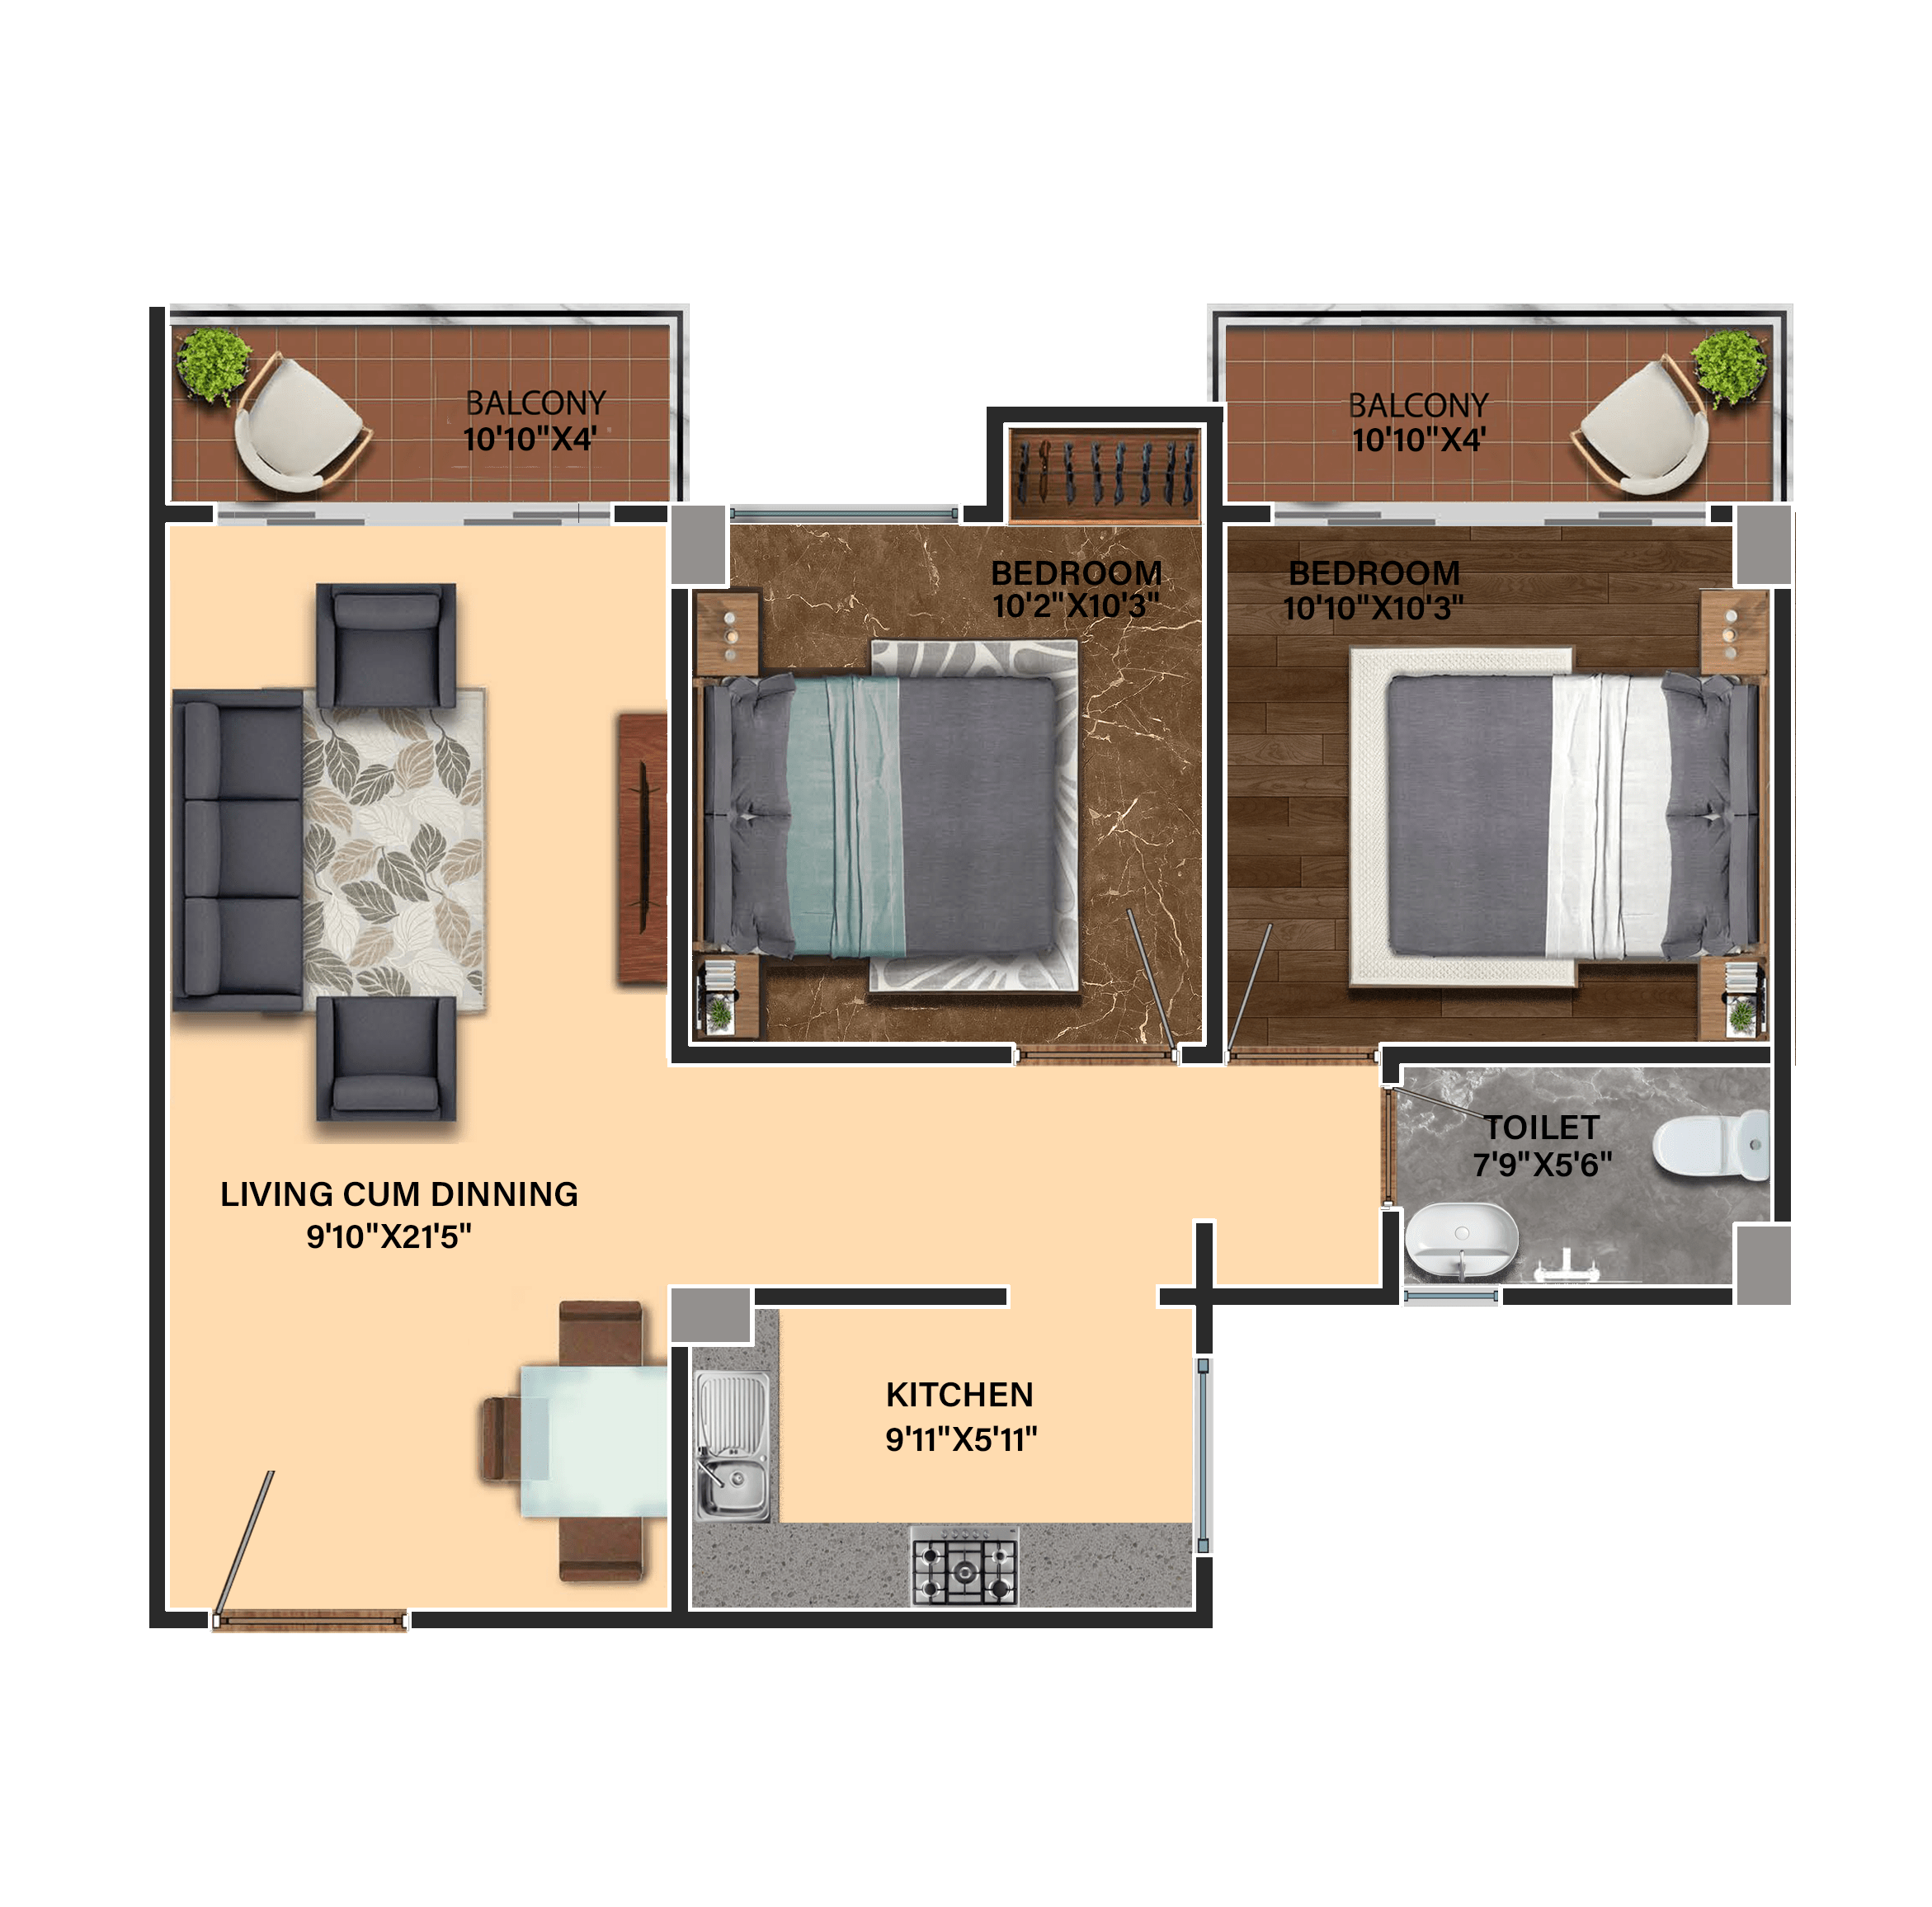 BALCONY
10'10"X4'
BALCONY
10'10"X4'
BEDROOM
10'2"X10'3"
BEDROOM
10'10"X10'3"
TOILET
7'9"X5'6"
LIVING CUM DINNING
9'10"X21'5"
KITCHEN
9'11"X5'11"